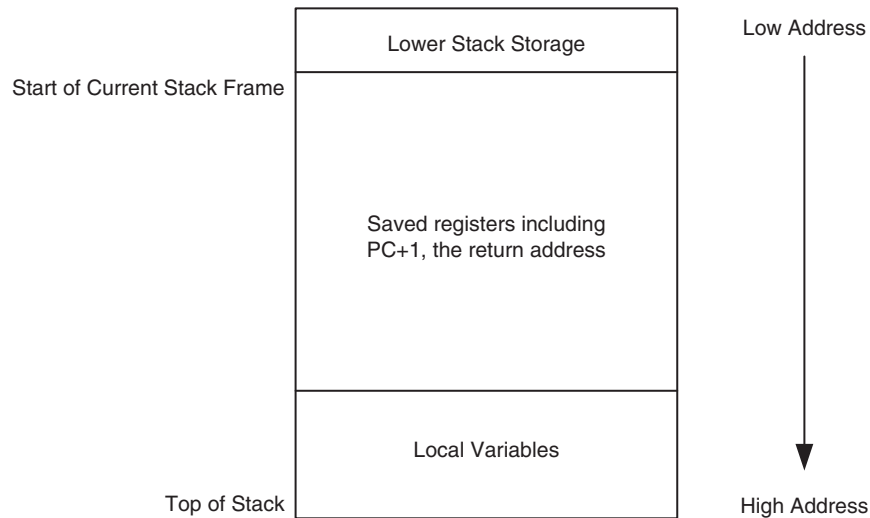 Lower Stack Storage
Low Address
Start of Current Stack Frame
Saved registers including
PC+1, the return address
Local Variables
Top of Stack
High Address